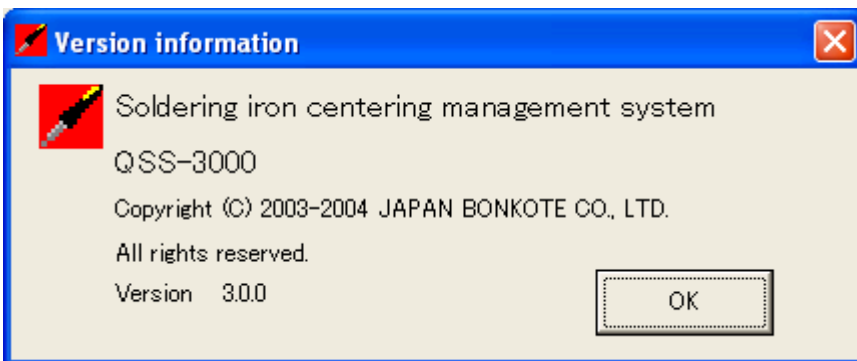 Version information
Soldering iron centering management system
QSS-3000
Copyright (C) 2003-2004 JAPAN BONKOTE CO., LTD.
All rights reserved.
Version 3.0.0
OK